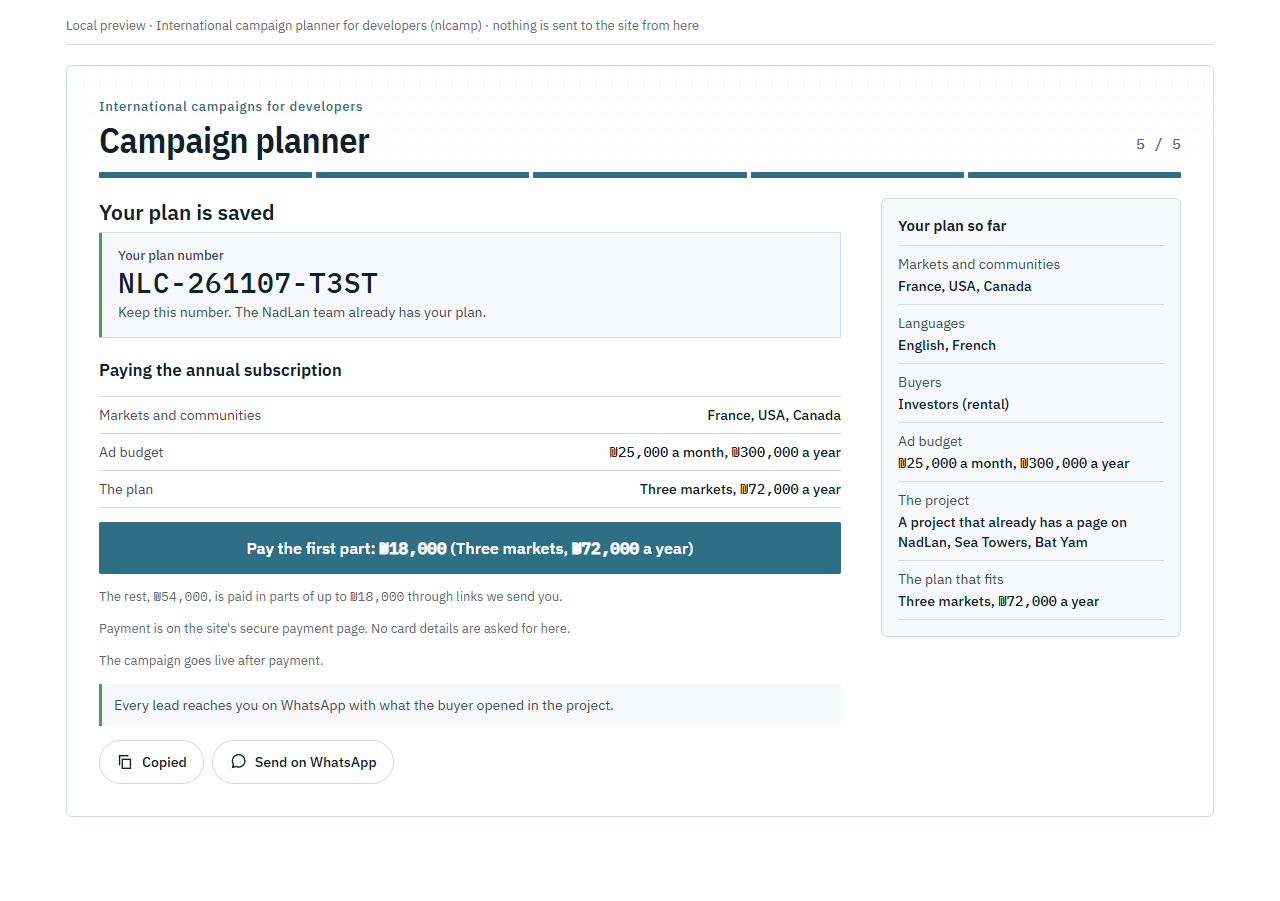 Local preview · International campaign planner for developers (nlcamp) · nothing is sent to the site from here
International campaigns for developers
Campaign planner
5 / 5
Your plan is saved
Your plan number
NLC-261107-T3ST
Keep this number. The NadLan team already has your plan.
Paying the annual subscription
Markets and communities
France, USA, Canada
Ad budget
₪25,000 a month, ₪300,000 a year
The plan
Three markets, ₪72,000 a year
Pay the first part: ₪18,000 (Three markets, ₪72,000 a year)
The rest, ₪54,000, is paid in parts of up to ₪18,000 through links we send you.
Payment is on the site's secure payment page. No card details are asked for here.
The campaign goes live after payment.
Every lead reaches you on WhatsApp with what the buyer opened in the project.
Copied
Send on WhatsApp
Your plan so far
Markets and communities
France, USA, Canada
Languages
English, French
Buyers
Investors (rental)
Ad budget
₪25,000 a month, ₪300,000 a year
The project
A project that already has a page on
NadLan, Sea Towers, Bat Yam
The plan that fits
Three markets, ₪72,000 a year